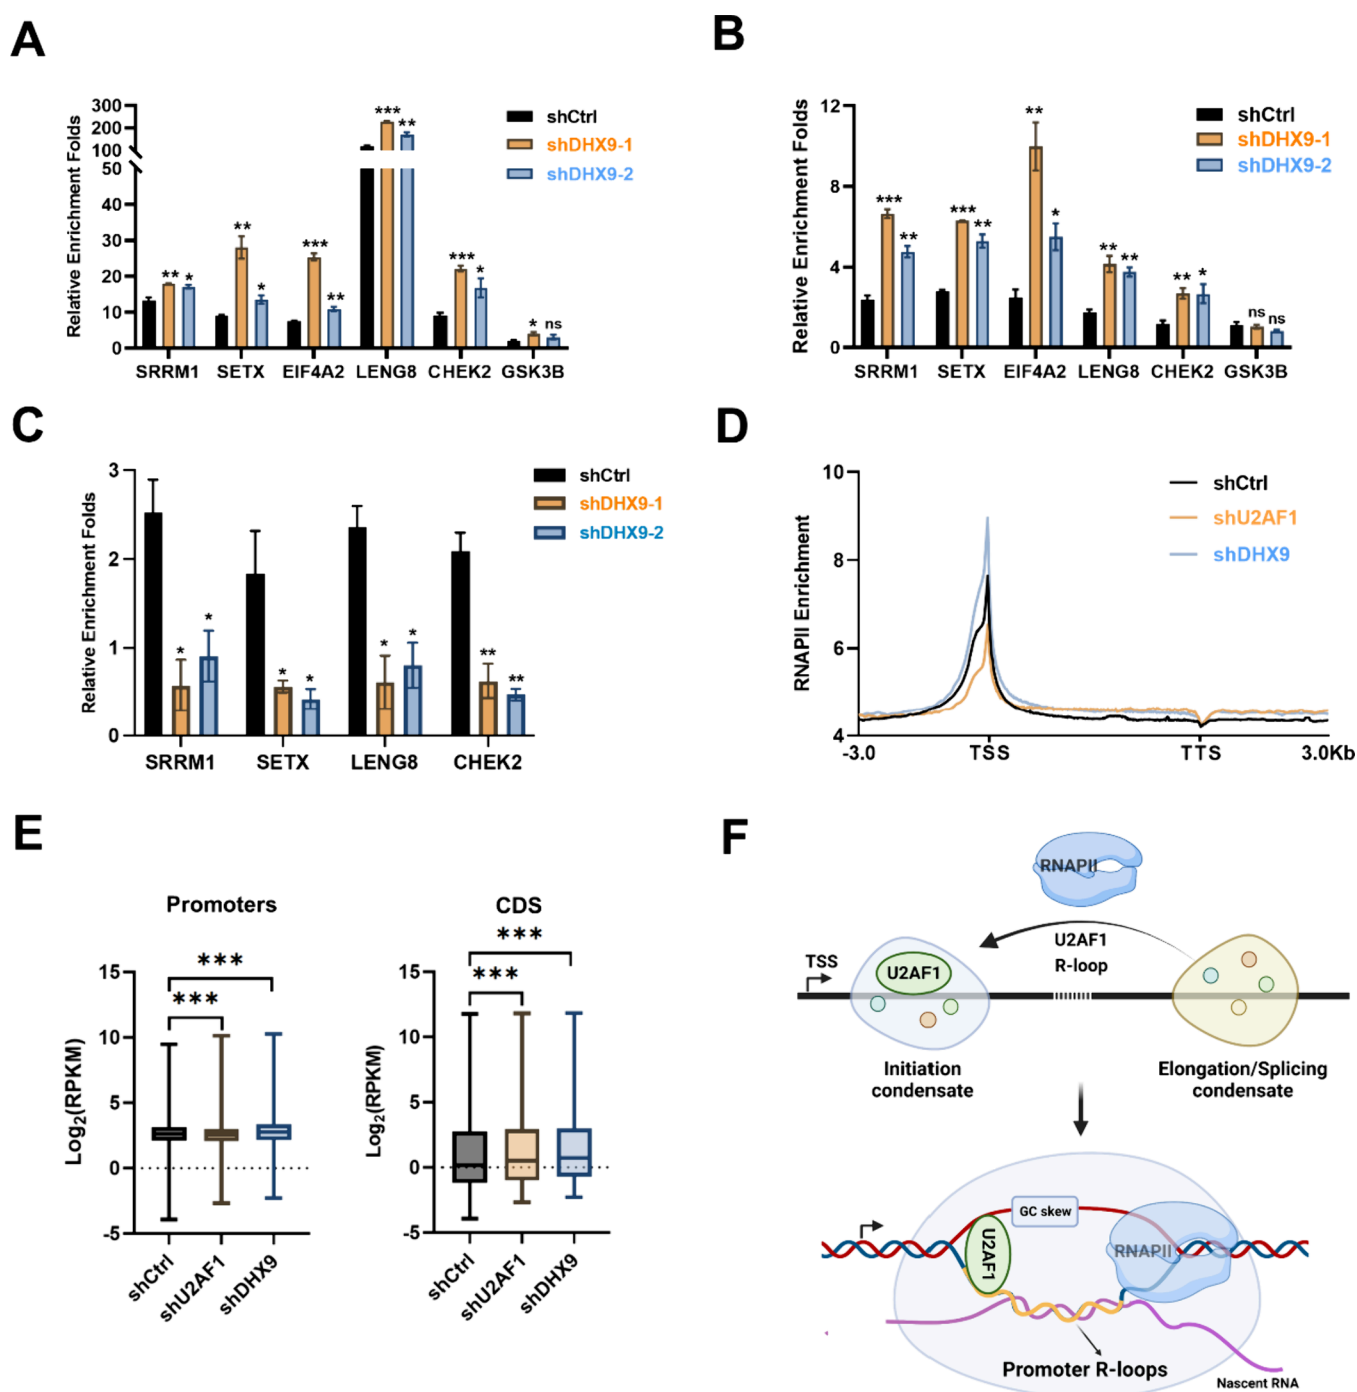 A
Relative Enrichment Folds
300
200
100
50
40
30
20
10
0
*** **
** * ** * *** ** *** * * ns
SRRM1 SETX EIF4A2 LENG8 CHEK2 GSK3B
shCtrl
shDHX9-1
shDHX9-2
B
Relative Enrichment Folds
12
8
4
0
*** ** *** ** ** * ** ** ** * ns ns
SRRM1 SETX EIF4A2 LENG8 CHEK2 GSK3B
shCtrl
shDHX9-1
shDHX9-2
C
Relative Enrichment Folds
3
2
1
0
* * * * * * ** **
SRRM1 SETX LENG8 CHEK2
shCtrl
shDHX9-1
shDHX9-2
D
RNAPII Enrichment
10
8
6
4
-3.0 TSS TTS 3.0Kb
shCtrl
shU2AF1
shDHX9
E
Promoters
Log2(RPKM)
15
10
5
0
-5
***
***
shCtrl shU2AF1 shDHX9
CDS
Log2(RPKM)
15
10
5
0
-5
***
***
shCtrl shU2AF1 shDHX9
F
RNAPII
U2AF1
R-loop
TSS
U2AF1
Initiation
condensate
Elongation/Splicing
condensate
GC skew
U2AF1
RNAPII
Promoter R-loops
Nascent RNA